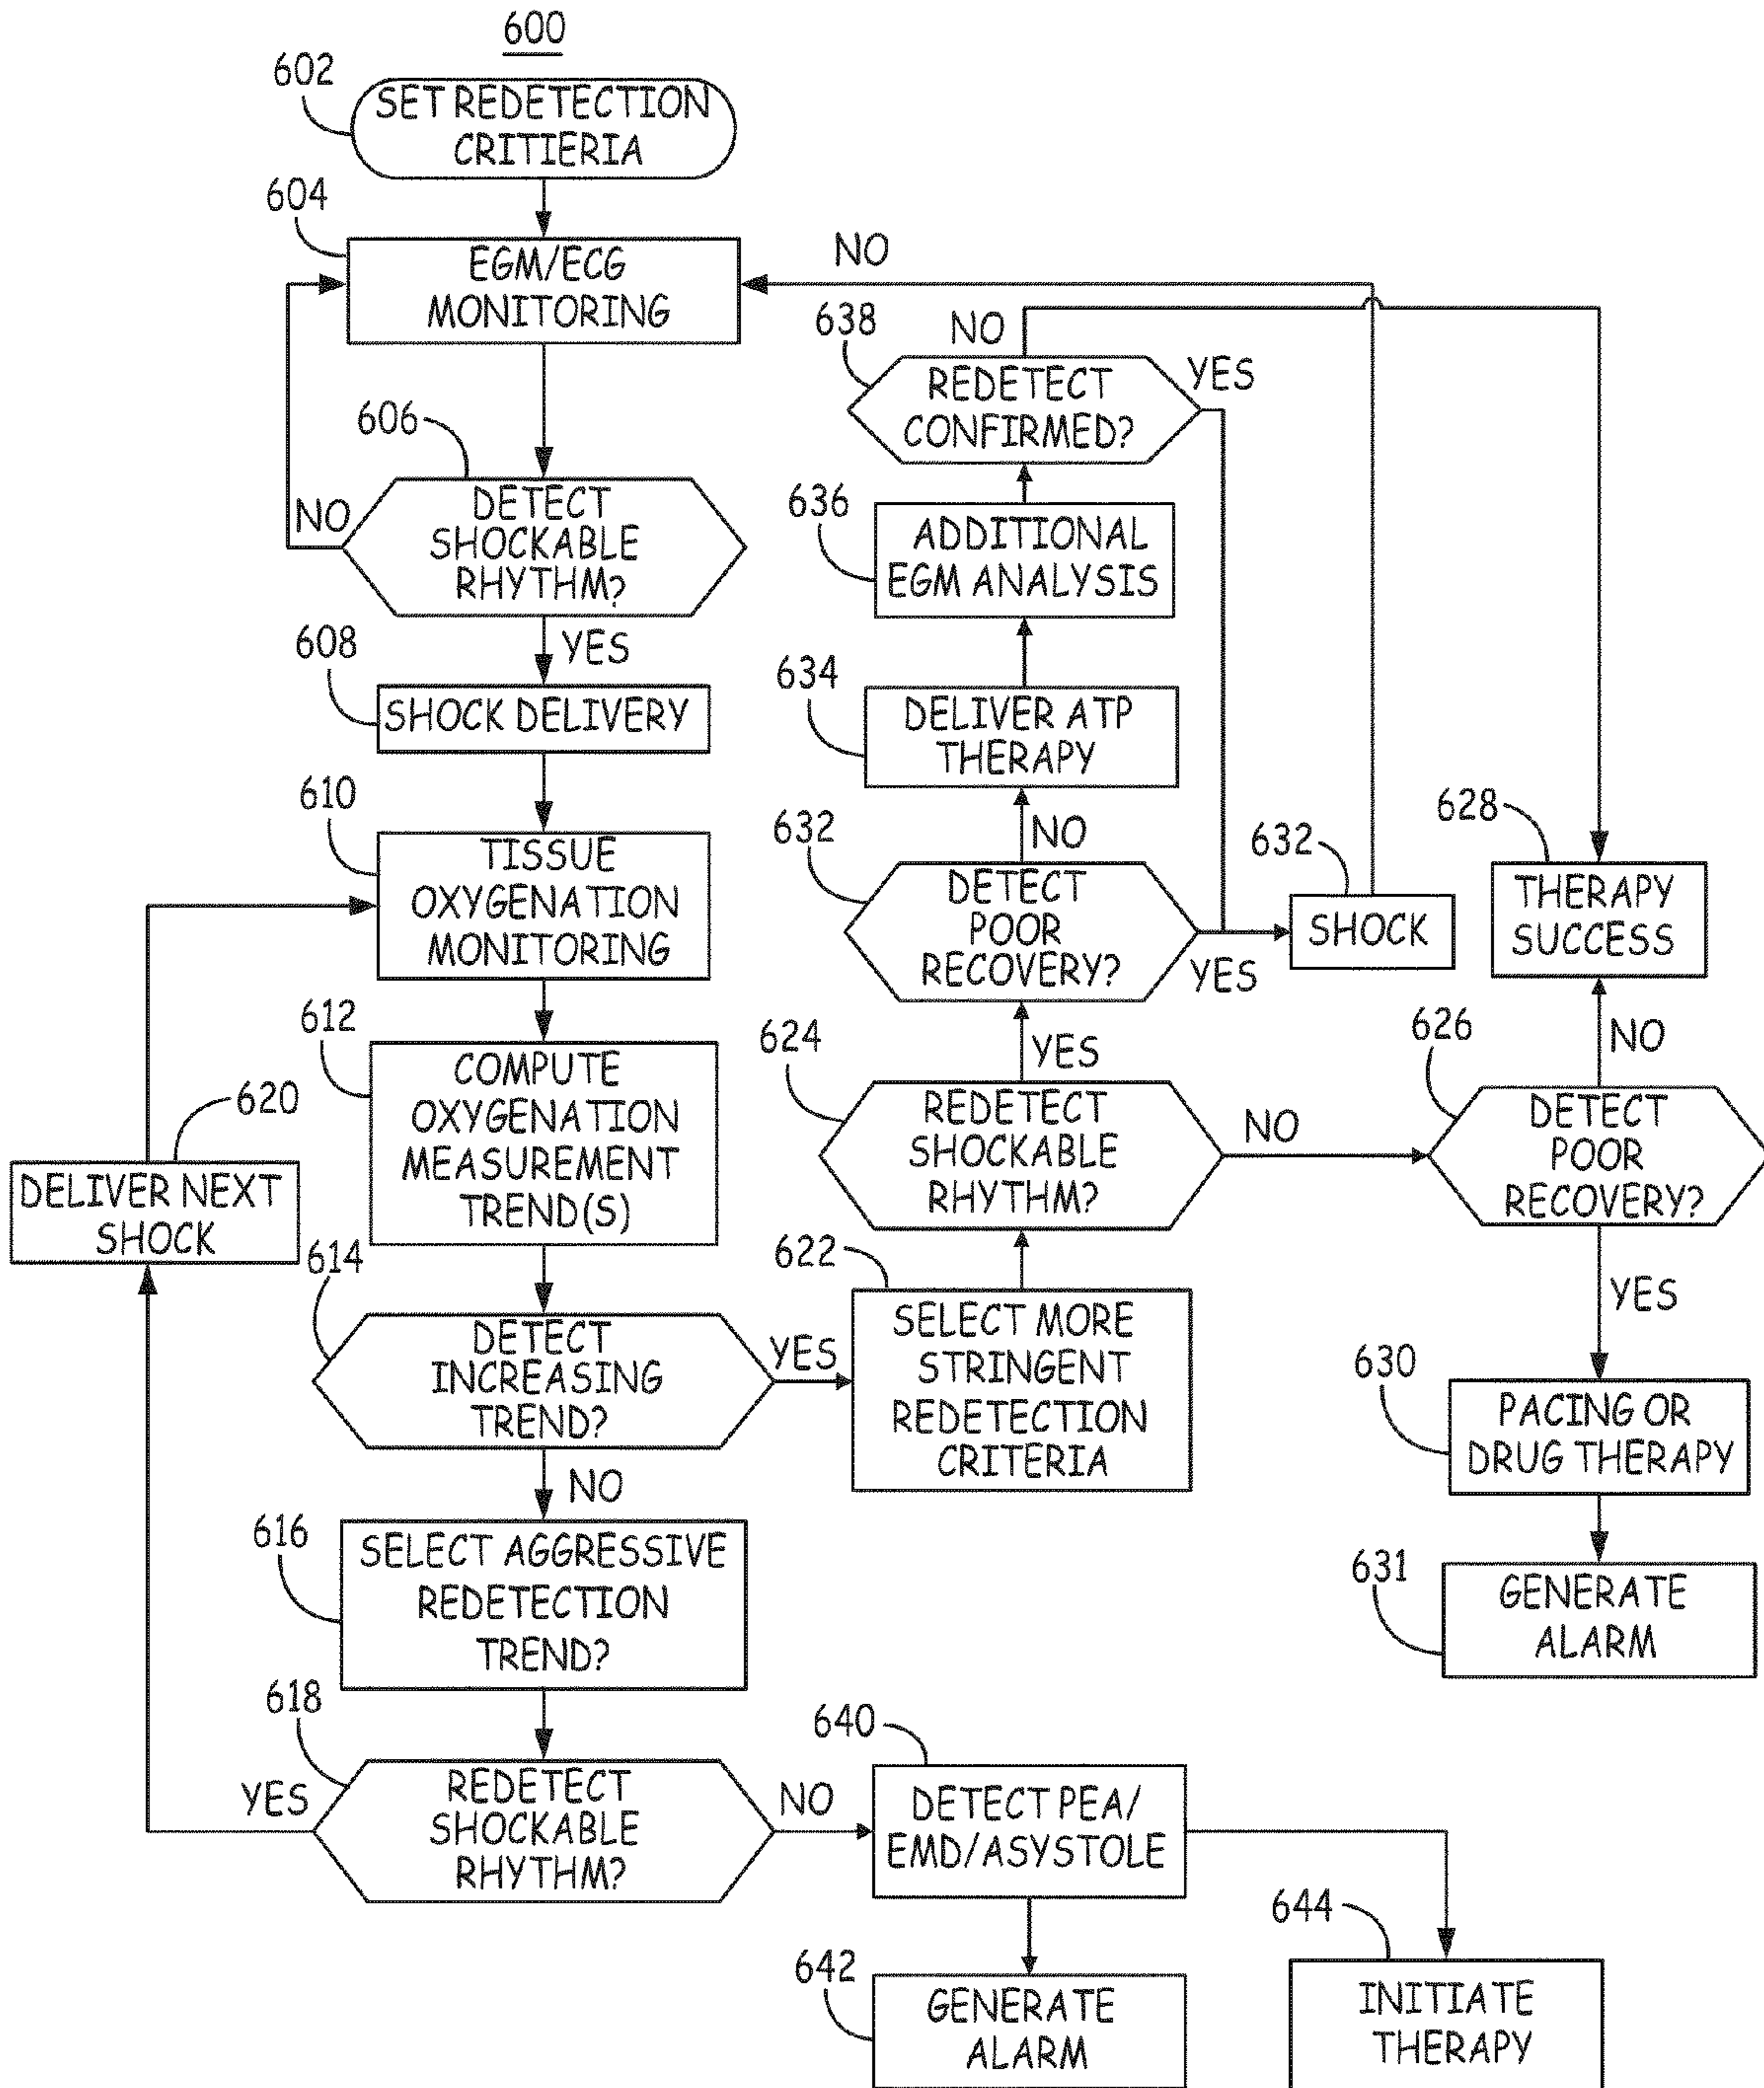 600
602
SET REDETECTION
CRITIERIA
604
EGM/ECG
MONITORING
NO
606
DETECT
SHOCKABLE
RHYTHM?
NO
YES
608
SHOCK DELIVERY
610
TISSUE
OXYGENATION
MONITORING
612
COMPUTE
OXYGENATION
MEASUREMENT
TREND(S)
620
DELIVER NEXT
SHOCK
614
DETECT
INCREASING
TREND?
YES
NO
616
SELECT AGGRESSIVE
REDETECTION
TREND?
618
REDETECT
SHOCKABLE
RHYTHM?
YES
NO
622
SELECT MORE
STRINGENT
REDETECTION
CRITERIA
624
REDETECT
SHOCKABLE
RHYTHM?
YES
NO
632
DETECT
POOR
RECOVERY?
NO
YES
634
DELIVER ATP
THERAPY
636
ADDITIONAL
EGM ANALYSIS
638
REDETECT
CONFIRMED?
NO
YES
632
SHOCK
628
THERAPY
SUCCESS
626
DETECT
POOR
RECOVERY?
NO
YES
630
PACING OR
DRUG THERAPY
631
GENERATE
ALARM
640
DETECT PEA/
EMD/ASYSTOLE
642
GENERATE
ALARM
644
INITIATE
THERAPY